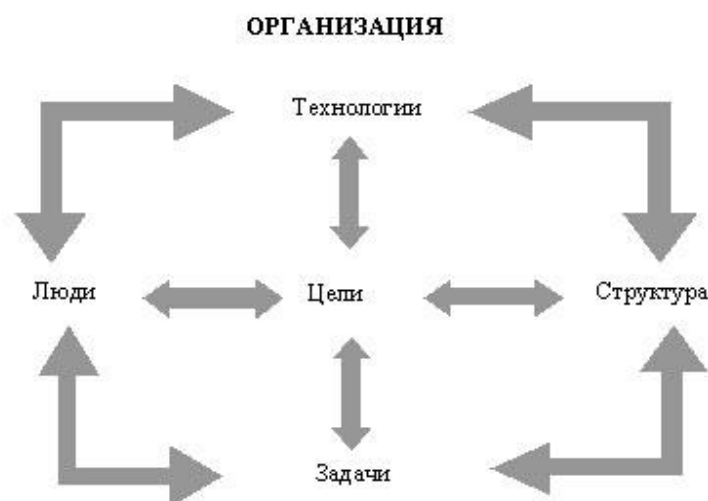 ОРГАНИЗАЦИЯ
Технологии
Люди
Цели
Структура
Задачи